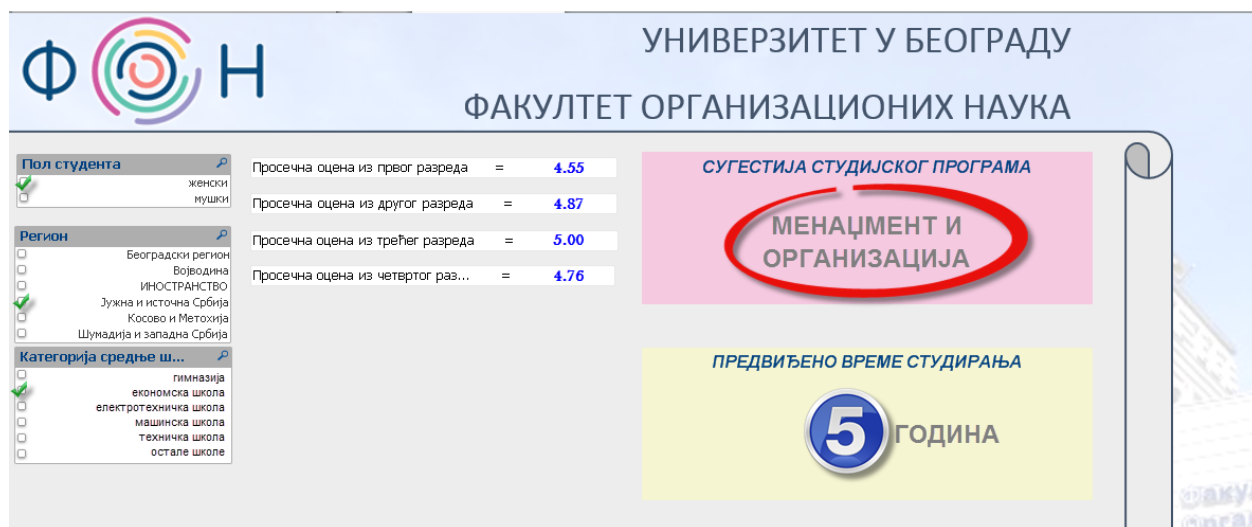 ФОН
УНИВЕРЗИТЕТ У БЕОГРАДУ
ФАКУЛТЕТ ОРГАНИЗАЦИОНИХ НАУКА
Пол студента
женски
мушки
Регион
Београдски регион
Војводина
ИНОСТРАНСТВО
Јужна и источна Србија
Косово и Метохија
Шумадија и западна Србија
Категорија средње ш...
гимназија
економска школа
електротехничка школа
машинска школа
техничка школа
остале школе
Просечна оцена из првог разреда = 4.55
Просечна оцена из другог разреда = 4.87
Просечна оцена из трећег разреда = 5.00
Просечна оцена из четвртог раз... = 4.76
СУГЕСТИЈА СТУДИЈСКОГ ПРОГРАМА
МЕНАЏМЕНТ И
ОРГАНИЗАЦИЈА
ПРЕДВИЂЕНО ВРЕМЕ СТУДИРАЊА
5 ГОДИНА